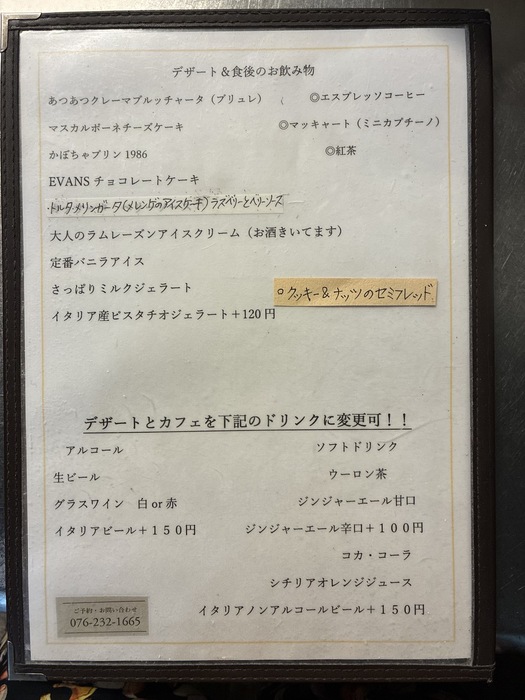 デザート＆食後のお飲み物
あつあつクレーマブルッチャータ（ブリュレ）　◎エスプレッソコーヒー
マスカルポーネチーズケーキ　◎マッキャート（ミニカプチーノ）
かぼちゃプリン 1986　◎紅茶
EVANS チョコレートケーキ
トルタ・メリンガータ(メレンゲのアイスケーキ)ラズベリーとベリーソース
大人のラムレーズンアイスクリーム（お酒きいてます）
定番バニラアイス
さっぱりミルクジェラート
○クッキー&ナッツのセミフレッド
イタリア産ピスタチオジェラート＋120 円
デザートとカフェを下記のドリンクに変更可！！
アルコール　ソフトドリンク
生ビール　ウーロン茶
グラスワイン　白 or 赤　ジンジャーエール甘口
イタリアビール＋１５０円　ジンジャーエール辛口＋１００円
コカ・コーラ
シチリアオレンジジュース
イタリアノンアルコールビール＋１５０円
ご予約・お問い合わせ
076-232-1665